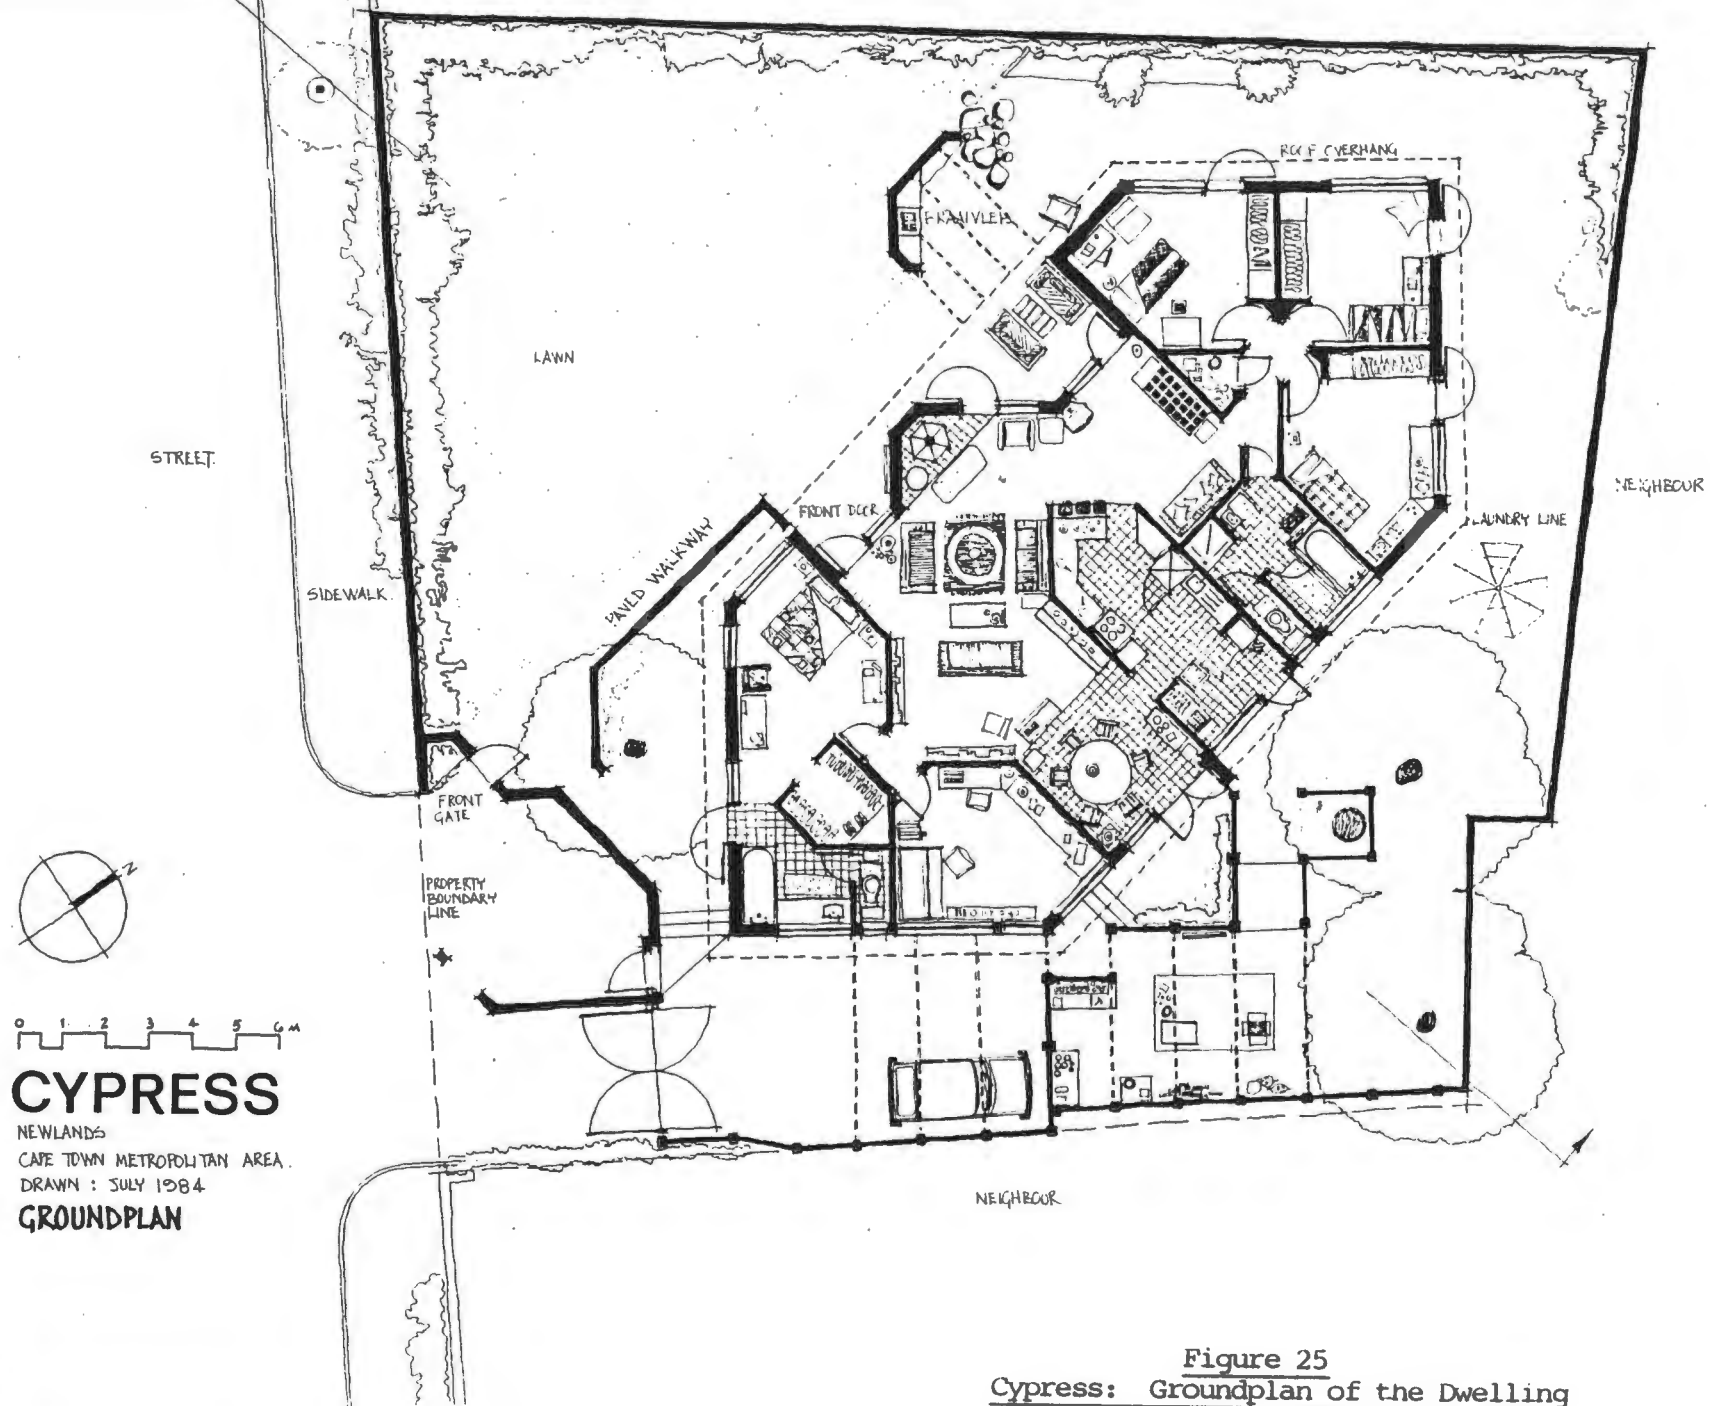 ROOF OVERHANG
LAWN
STREET.
NEIGHBOUR
FRONT DOOR
LAUNDRY LINE
PAVED WALKWAY
SIDEWALK.
FRONT
GATE
N
PROPERTY
BOUNDARY
LINE
0 1 2 3 4 5 6 M
CYPRESS
NEWLANDS
CAPE TOWN METROPOLITAN AREA.
DRAWN : JULY 1984
GROUNDPLAN
NEIGHBOUR
Figure 25
Cypress: Groundplan of the Dwelling